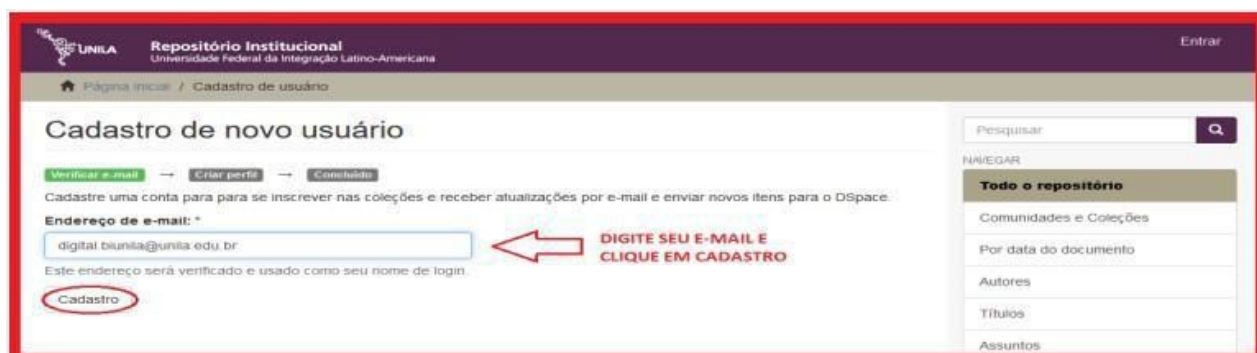 UNILA
Repositório Institucional
Universidade Federal da Integração Latino-Americana
Entrar
Página inicial / Cadastro de usuário
Cadastro de novo usuário
Verificar e-mail → Criar perfil → Concluído
Cadastre uma conta para para se inscrever nas coleções e receber atualizações por e-mail e enviar novos itens para o DSpace.
Endereço de e-mail: *
digital.biunila@unila.edu.br
Este endereço será verificado e usado como seu nome de login.
Cadastro
DIGITE SEU E-MAIL E
CLIQUE EM CADASTRO
Pesquisar
NAVEGAR
Todo o repositório
Comunidades e Coleções
Por data do documento
Autores
Títulos
Assuntos